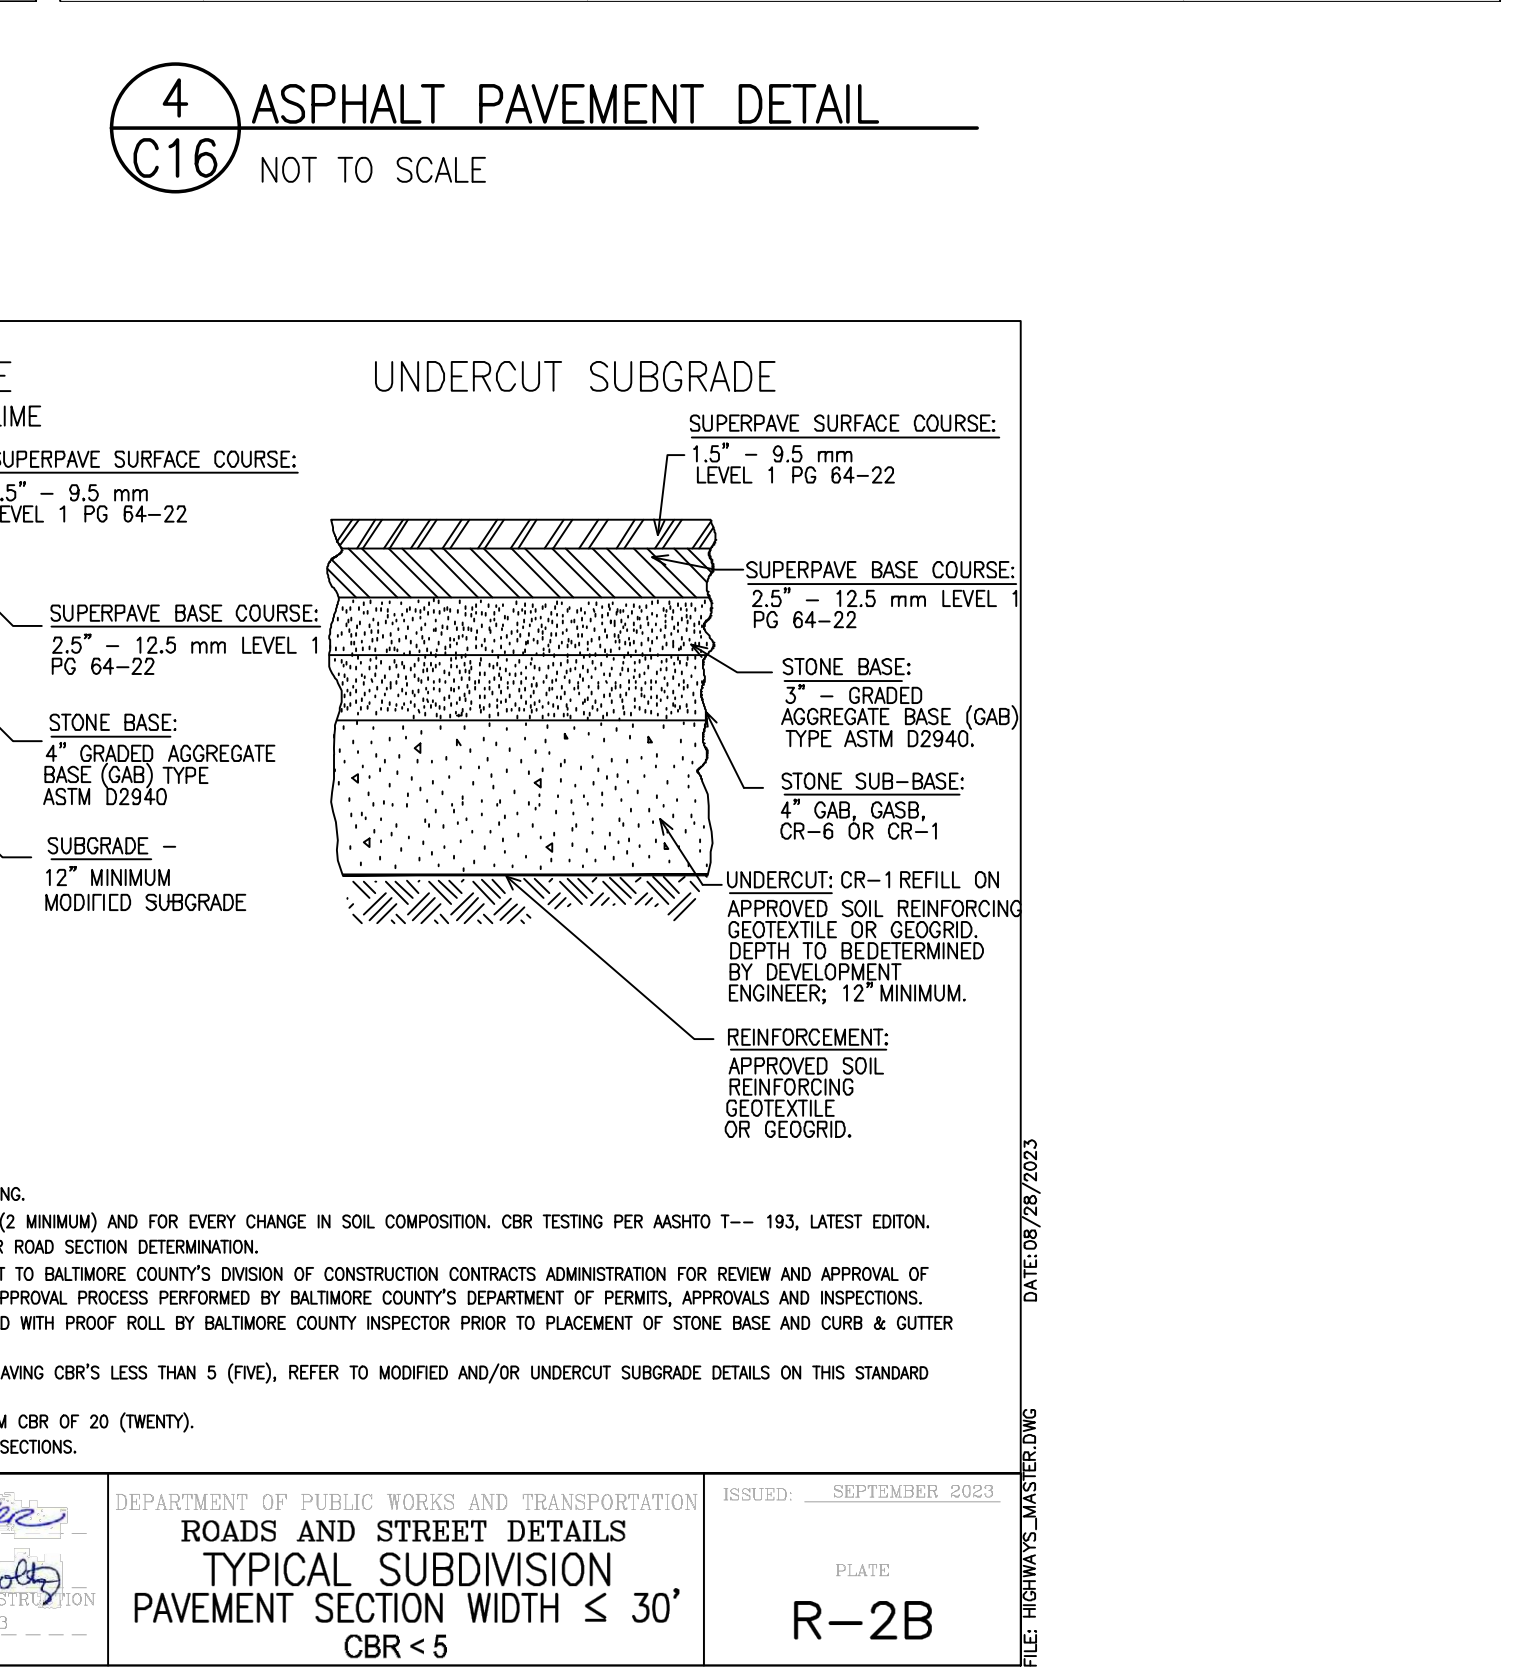 4
C16
ASPHALT PAVEMENT DETAIL
NOT TO SCALE
UNDERCUT SUBGRADE
SUPERPAVE SURFACE COURSE:
1.5" – 9.5 mm
LEVEL 1 PG 64–22
SUPERPAVE BASE COURSE:
2.5" – 12.5 mm LEVEL 1
PG 64–22
STONE BASE:
3" – GRADED
AGGREGATE BASE (GAB)
TYPE ASTM D2940.
STONE SUB–BASE:
4" GAB, GASB,
CR–6 OR CR–1
UNDERCUT: CR–1 REFILL ON
APPROVED SOIL REINFORCING
GEOTEXTILE OR GEOGRID.
DEPTH TO BEDETERMINED
BY DEVELOPMENT
ENGINEER; 12" MINIMUM.
REINFORCEMENT:
APPROVED SOIL
REINFORCING
GEOTEXTILE
OR GEOGRID.
E
LIME
SUPERPAVE SURFACE COURSE:
.5" – 9.5 mm
EVEL 1 PG 64–22
SUPERPAVE BASE COURSE:
2.5" – 12.5 mm LEVEL 1
PG 64–22
STONE BASE:
4" GRADED AGGREGATE
BASE (GAB) TYPE
ASTM D2940
SUBGRADE –
12" MINIMUM
MODIFIED SUBGRADE
NG.
(2 MINIMUM) AND FOR EVERY CHANGE IN SOIL COMPOSITION. CBR TESTING PER AASHTO T–– 193, LATEST EDITON.
R ROAD SECTION DETERMINATION.
T TO BALTIMORE COUNTY'S DIVISION OF CONSTRUCTION CONTRACTS ADMINISTRATION FOR REVIEW AND APPROVAL OF
PPROVAL PROCESS PERFORMED BY BALTIMORE COUNTY'S DEPARTMENT OF PERMITS, APPROVALS AND INSPECTIONS.
D WITH PROOF ROLL BY BALTIMORE COUNTY INSPECTOR PRIOR TO PLACEMENT OF STONE BASE AND CURB & GUTTER
AVING CBR'S LESS THAN 5 (FIVE), REFER TO MODIFIED AND/OR UNDERCUT SUBGRADE DETAILS ON THIS STANDARD
M CBR OF 20 (TWENTY).
SECTIONS.
DEPARTMENT OF PUBLIC WORKS AND TRANSPORTATION
ROADS AND STREET DETAILS
TYPICAL SUBDIVISION
PAVEMENT SECTION WIDTH ≤ 30'
CBR < 5
ISSUED: SEPTEMBER 2023
PLATE
R–2B
DATE: 08/28/2023
FILE: HIGHWAYS_MASTER.DWG